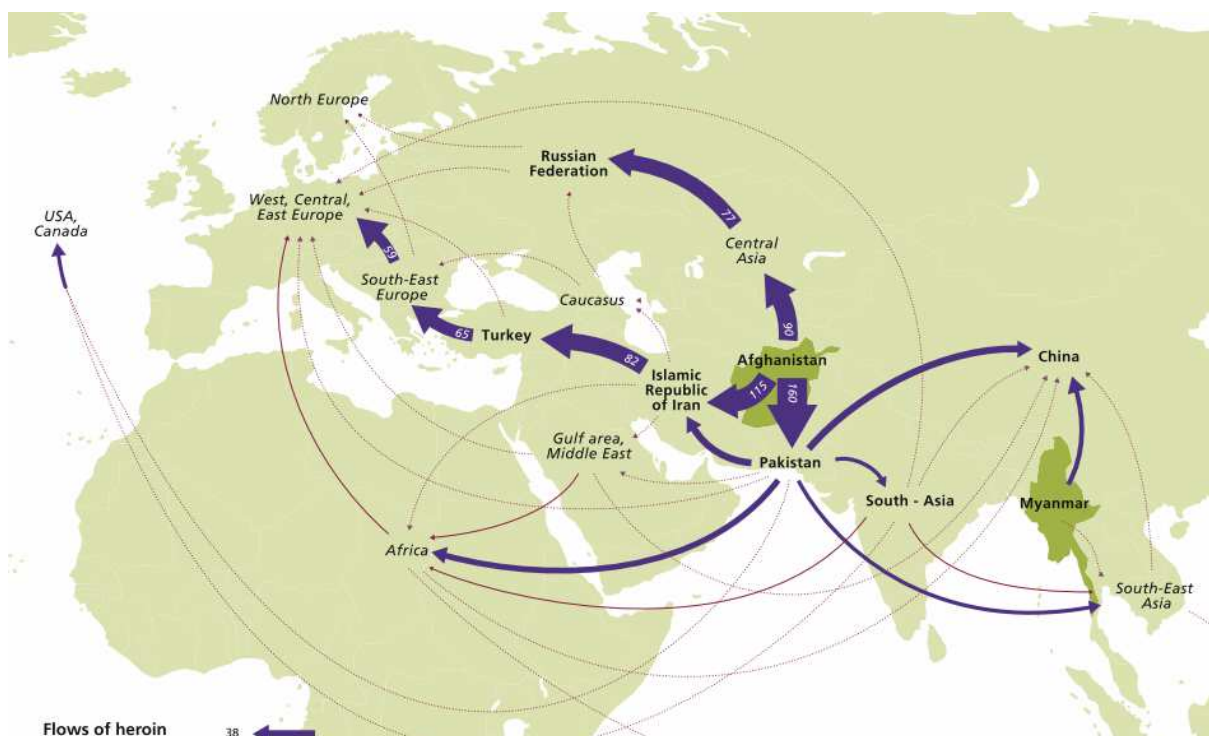 North Europe
Russian
Federation
77
West, Central,
East Europe
USA,
Canada
59
Central
Asia
South-East
Europe
Caucasus
90
65
Turkey
82
Afghanistan
China
115
160
Islamic
Republic
of Iran
Gulf area,
Middle East
Pakistan
South - Asia
Myanmar
Africa
South-East
Asia
Flows of heroin
38